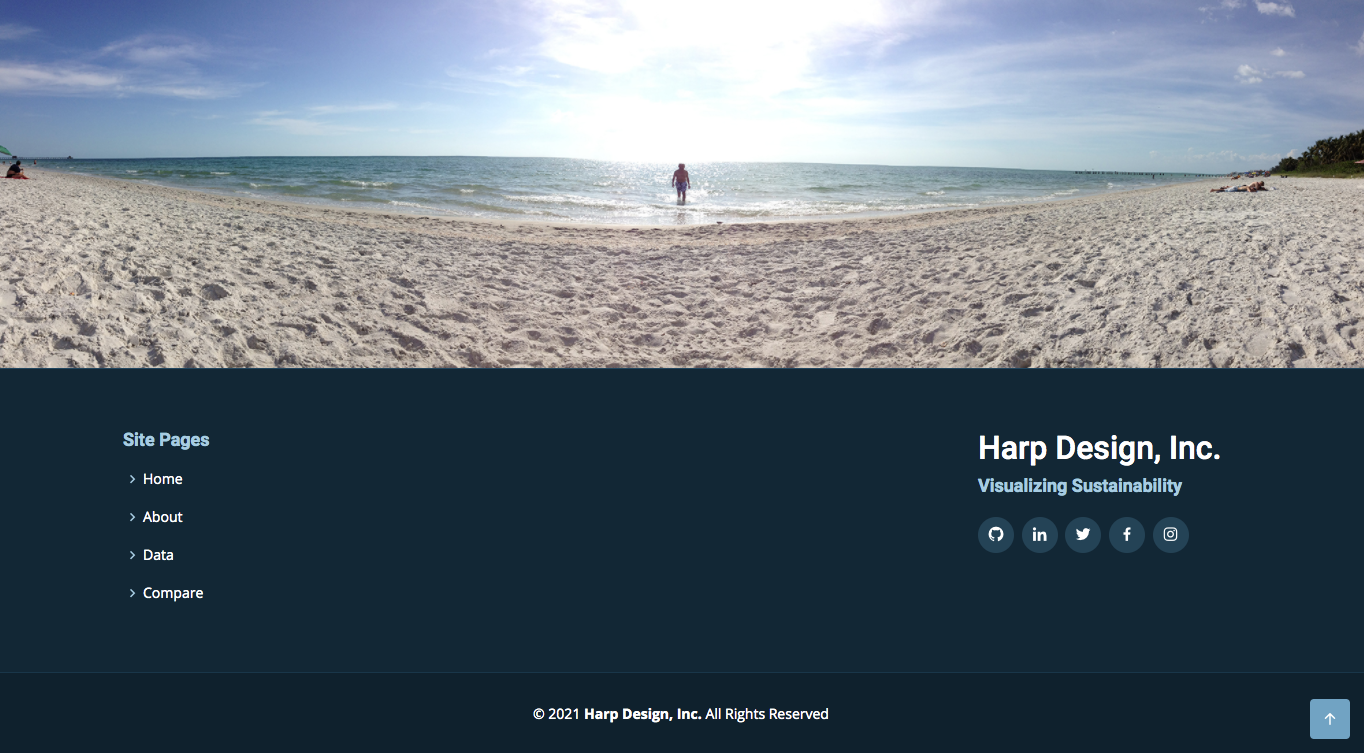 Site Pages
Home
About
Data
Compare
Harp Design, Inc.
Visualizing Sustainability
© 2021 Harp Design, Inc. All Rights Reserved